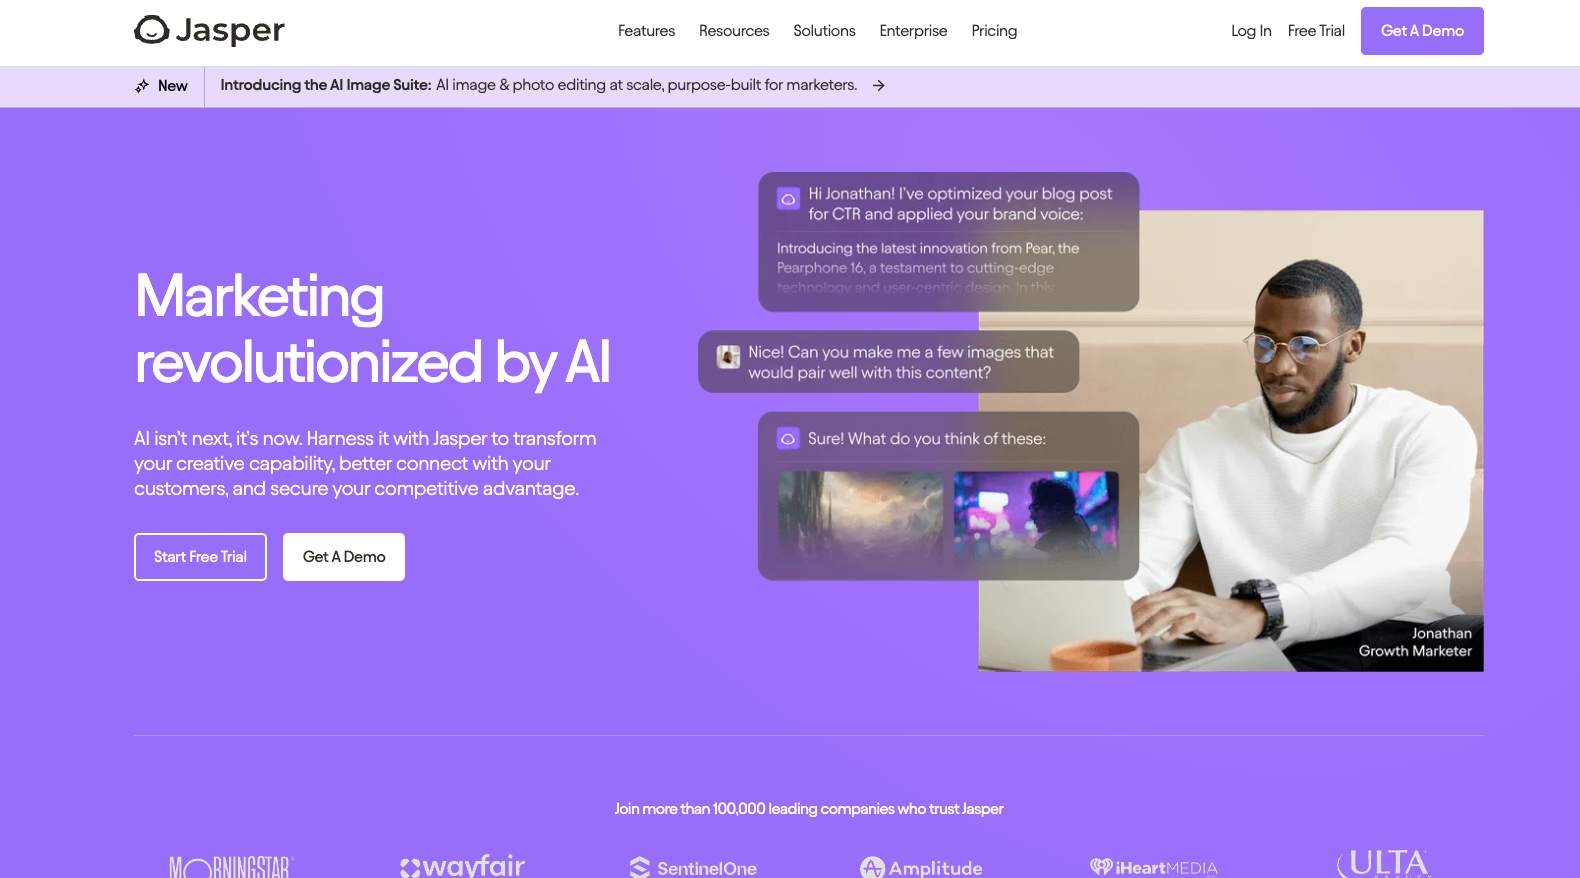 Jasper
Features
Resources
Solutions
Enterprise
Pricing
Log In
Free Trial
Get A Demo
New
Introducing the AI Image Suite: AI image & photo editing at scale, purpose-built for marketers.
Marketing
revolutionized by AI
AI isn't next, it's now. Harness it with Jasper to transform
your creative capability, better connect with your
customers, and secure your competitive advantage.
Start Free Trial
Get A Demo
Hi Jonathan! I've optimized your blog post
for CTR and applied your brand voice:
Introducing the latest innovation from Pear, the
Pearphone 16, a testament to cutting-edge
technology and user-centric design. In this
Nice! Can you make me a few images that
would pair well with this content?
Sure! What do you think of these:
Jonathan
Growth Marketer
Join more than 100,000 leading companies who trust Jasper
MORNINGSTAR
wayfair
SentinelOne
Amplitude
iHeartMEDIA
ULTA